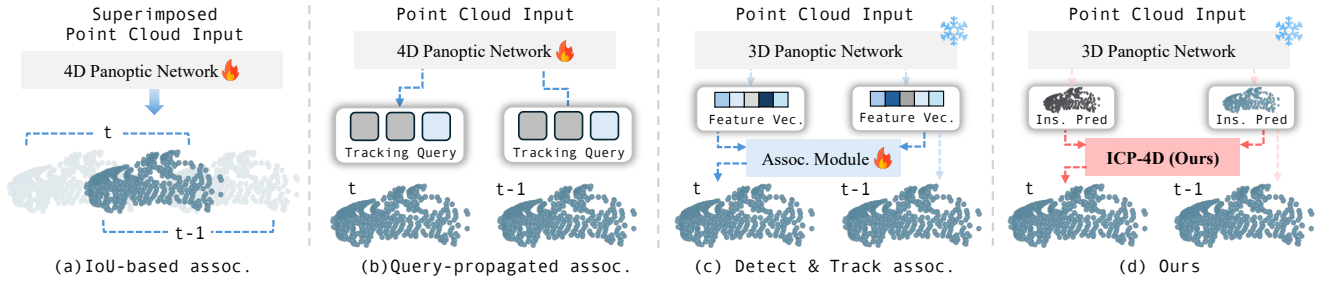 Superimposed
Point Cloud Input
4D Panoptic Network
t
t-1
(a)IoU-based assoc.
Point Cloud Input
4D Panoptic Network
Tracking Query
Tracking Query
t
t-1
(b)Query-propagated assoc.
Point Cloud Input
3D Panoptic Network
Feature Vec.
Feature Vec.
Assoc. Module
t
t-1
(c) Detect & Track assoc.
Point Cloud Input
3D Panoptic Network
Ins. Pred
Ins. Pred
ICP-4D (Ours)
t
t-1
(d) Ours